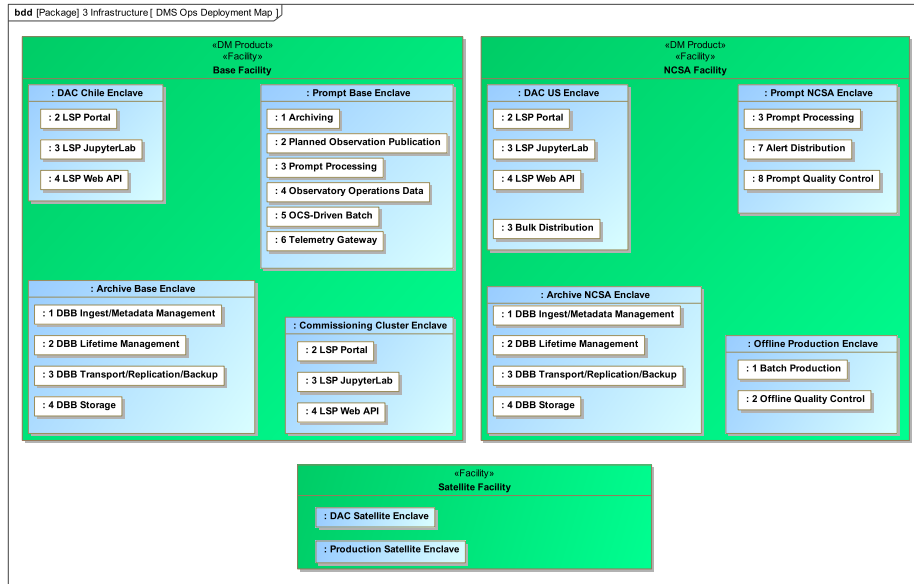 bdd [Package] 3 Infrastructure [ DMS Ops Deployment Map ]
«DM Product»
«Facility»
Base Facility
: DAC Chile Enclave
: 2 LSP Portal
: 3 LSP JupyterLab
: 4 LSP Web API
: Prompt Base Enclave
: 1 Archiving
: 2 Planned Observation Publication
: 3 Prompt Processing
: 4 Observatory Operations Data
: 5 OCS-Driven Batch
: 6 Telemetry Gateway
: Archive Base Enclave
: 1 DBB Ingest/Metadata Management
: 2 DBB Lifetime Management
: 3 DBB Transport/Replication/Backup
: 4 DBB Storage
: Commissioning Cluster Enclave
: 2 LSP Portal
: 3 LSP JupyterLab
: 4 LSP Web API
«DM Product»
«Facility»
NCSA Facility
: DAC US Enclave
: 2 LSP Portal
: 3 LSP JupyterLab
: 4 LSP Web API
: 3 Bulk Distribution
: Prompt NCSA Enclave
: 3 Prompt Processing
: 7 Alert Distribution
: 8 Prompt Quality Control
: Archive NCSA Enclave
: 1 DBB Ingest/Metadata Management
: 2 DBB Lifetime Management
: 3 DBB Transport/Replication/Backup
: 4 DBB Storage
: Offline Production Enclave
: 1 Batch Production
: 2 Offline Quality Control
«Facility»
Satellite Facility
: DAC Satellite Enclave
: Production Satellite Enclave